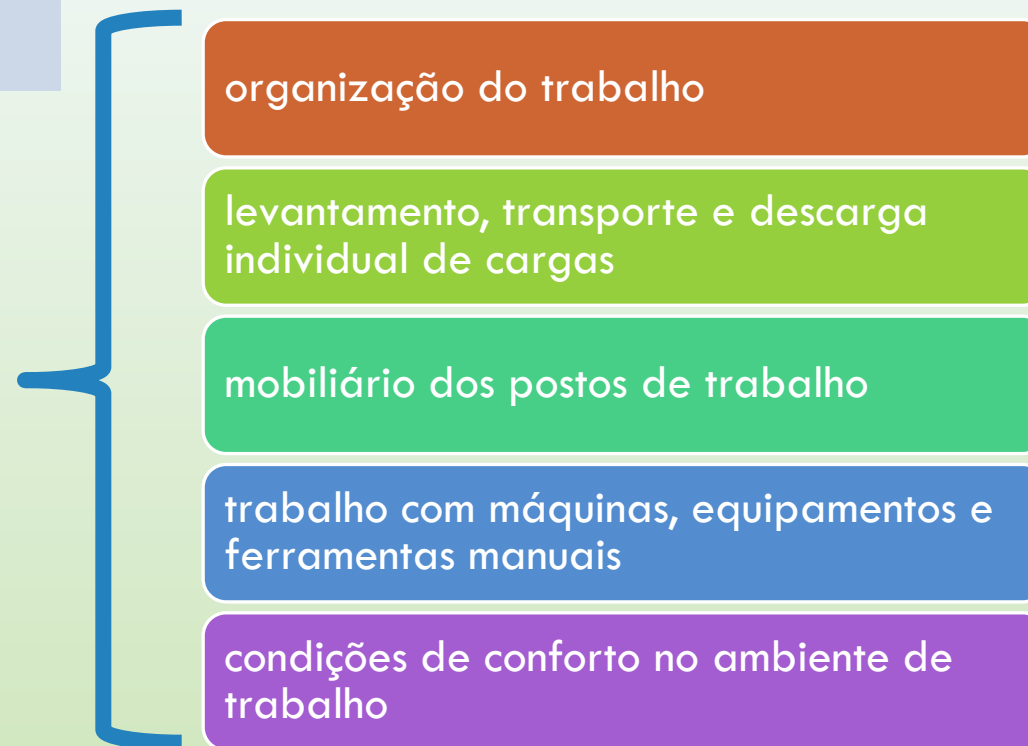 organização do trabalho
levantamento, transporte e descarga
individual de cargas
mobiliário dos postos de trabalho
trabalho com máquinas, equipamentos e
ferramentas manuais
condições de conforto no ambiente de
trabalho